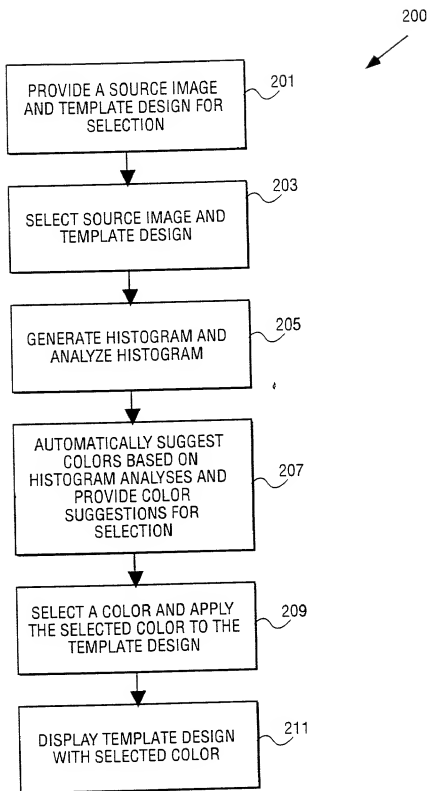 200
PROVIDE A SOURCE IMAGE
AND TEMPLATE DESIGN FOR
SELECTION
201
SELECT SOURCE IMAGE AND
TEMPLATE DESIGN
203
GENERATE HISTOGRAM AND
ANALYZE HISTOGRAM
205
AUTOMATICALLY SUGGEST
COLORS BASED ON
HISTOGRAM ANALYSES AND
PROVIDE COLOR
SUGGESTIONS FOR
SELECTION
207
SELECT A COLOR AND APPLY
THE SELECTED COLOR TO THE
TEMPLATE DESIGN
209
DISPLAY TEMPLATE DESIGN
WITH SELECTED COLOR
211